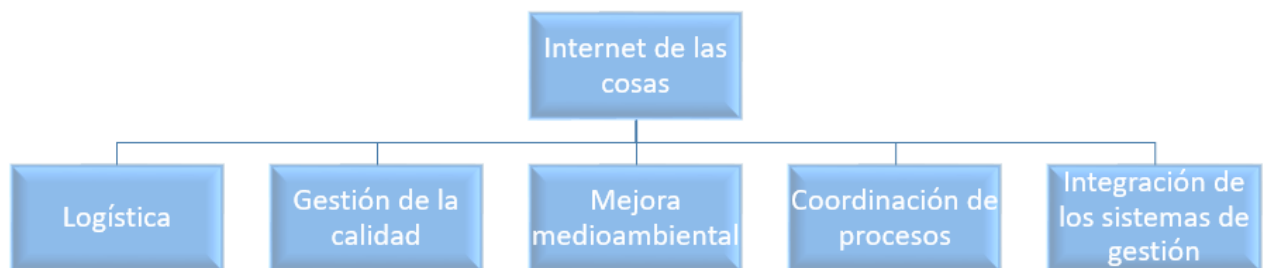 Internet de las
cosas
Logística
Gestión de la
calidad
Mejora
medioambiental
Coordinación de
procesos
Integración de
los sistemas de
gestión